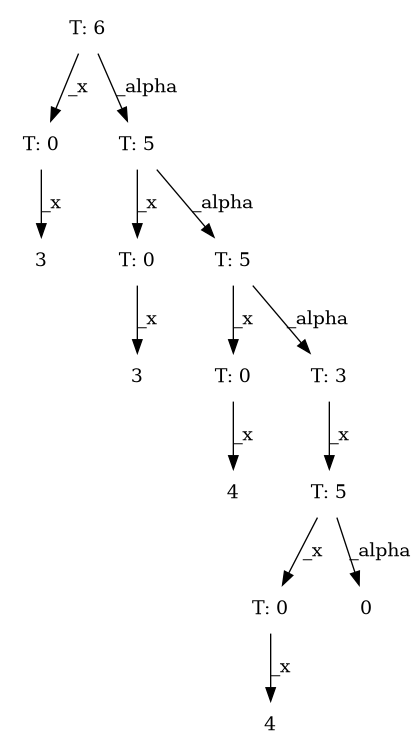 T: 6
_x _alpha
T: 0 T: 5
_x _x _alpha
3 T: 0 T: 5
_x _x _alpha
3 T: 0 T: 3
_x _x
4 T: 5
_x _alpha
T: 0 0
_x
4